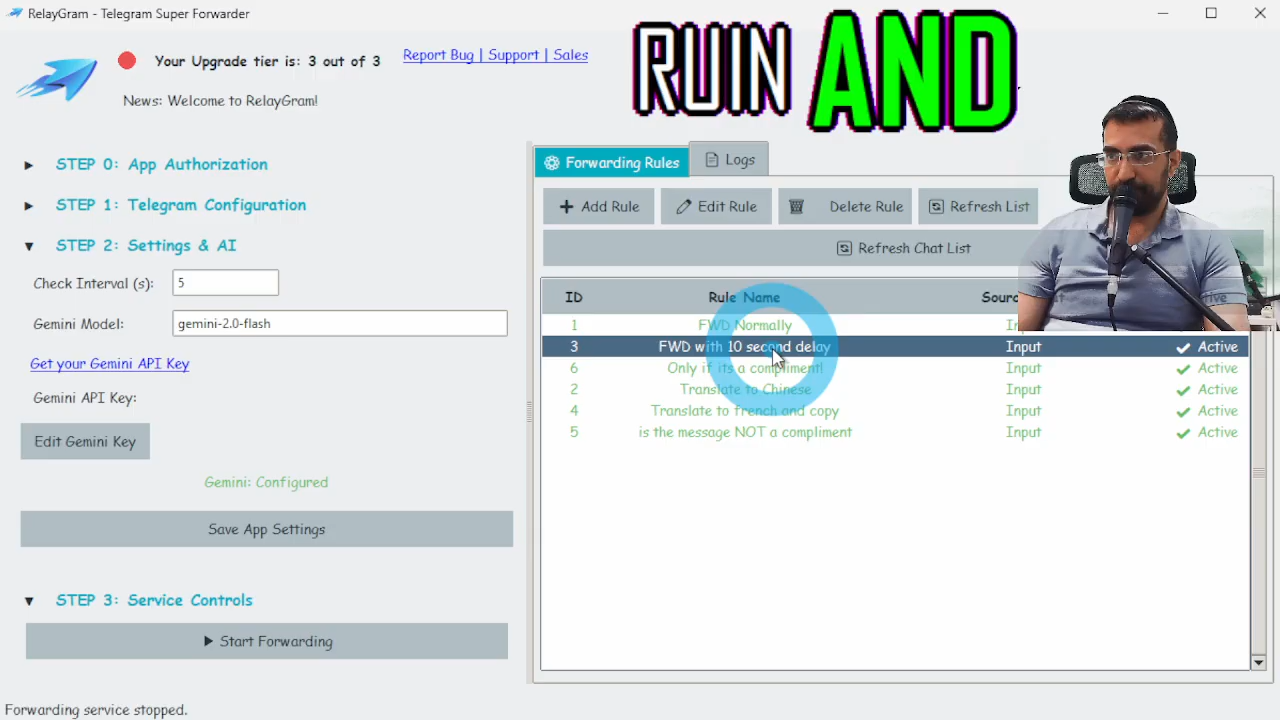 RelayGram - Telegram Super Forwarder
RUIN AND
Your Upgrade tier is: 3 out of 3
Report Bug | Support | Sales
News: Welcome to RelayGram!
STEP 0: App Authorization
STEP 1: Telegram Configuration
STEP 2: Settings & AI
Check Interval (s): 5
Gemini Model: gemini-2.0-flash
Get your Gemini API Key
Gemini API Key:
Edit Gemini Key
Gemini: Configured
Save App Settings
STEP 3: Service Controls
Start Forwarding
Forwarding service stopped.
Forwarding Rules Logs
Add Rule Edit Rule Delete Rule Refresh List
Refresh Chat List
ID Rule Name
1 FWD Normally
3 FWD with 10 second delay Input Active
6 Only if its a compliment! Input Active
2 Translate to Chinese Input Active
4 Translate to french and copy Input Active
5 is the message NOT a compliment Input Active